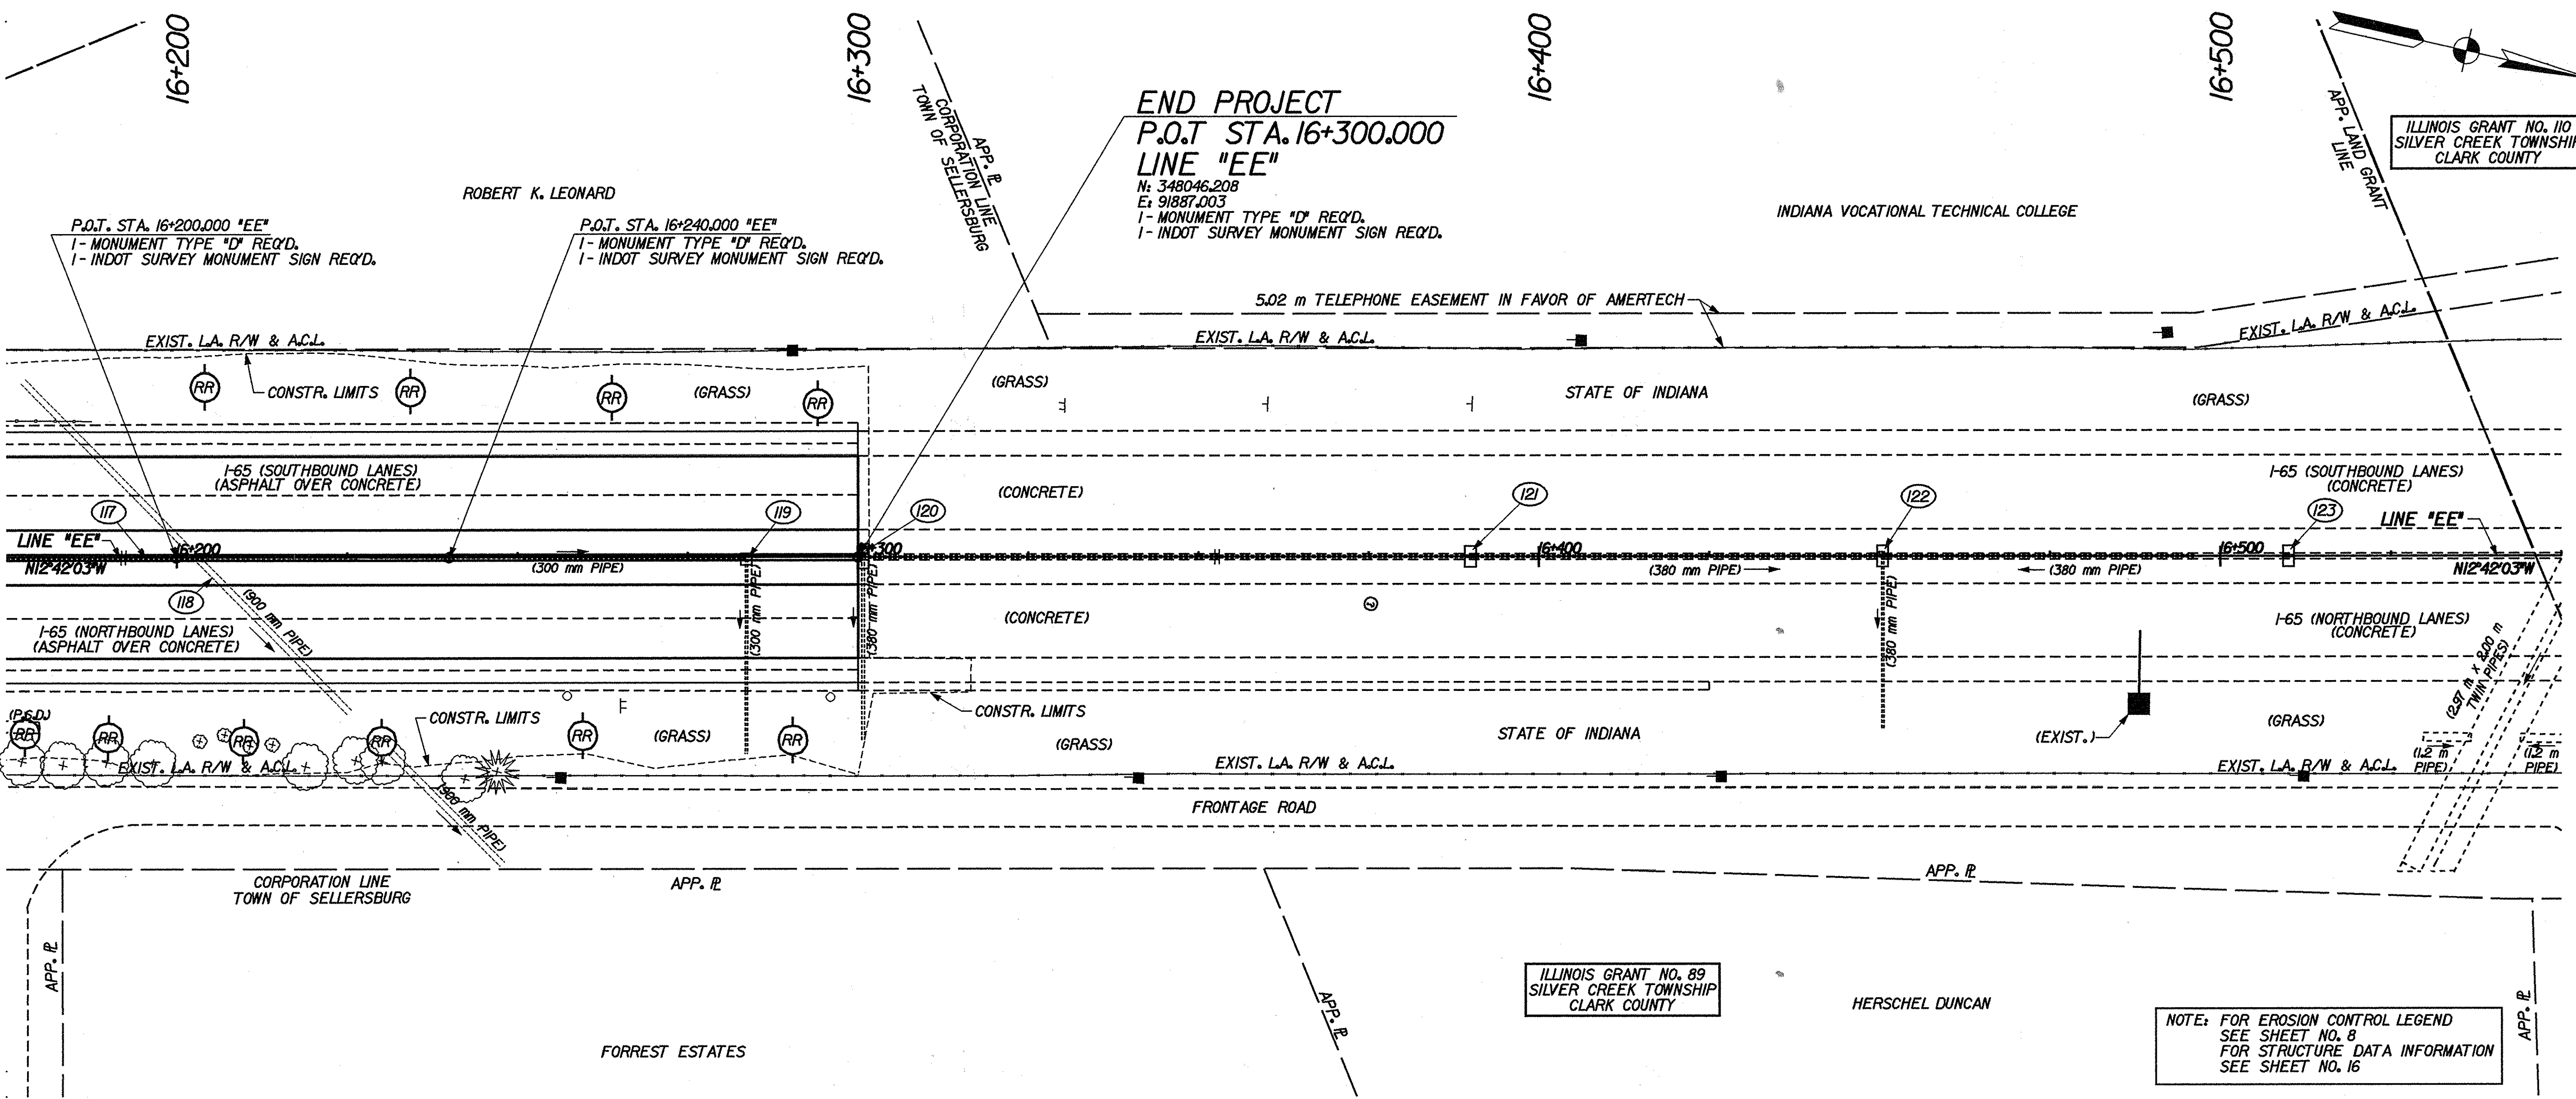 16+200
16+300
16+400
16+500
APP. PL
CORPORATION LINE
TOWN OF SELLERSBURG
END PROJECT
P.O.T STA. 16+300.000
LINE "EE"
N: 348046.208
E: 91887.003
1- MONUMENT TYPE "D" REQ'D.
1- INDOT SURVEY MONUMENT SIGN REQ'D.
APP. LAND GRANT
LINE
ILLINOIS GRANT NO. 110
SILVER CREEK TOWNSHIP
CLARK COUNTY
ROBERT K. LEONARD
INDIANA VOCATIONAL TECHNICAL COLLEGE
P.O.T. STA. 16+200.000 "EE"
1- MONUMENT TYPE "D" REQ'D.
1- INDOT SURVEY MONUMENT SIGN REQ'D.
P.O.T. STA. 16+240.000 "EE"
1- MONUMENT TYPE "D" REQ'D.
1- INDOT SURVEY MONUMENT SIGN REQ'D.
5.02 m TELEPHONE EASEMENT IN FAVOR OF AMERTECH
EXIST. L.A. R/W & A.C.L.
EXIST. L.A. R/W & A.C.L.
EXIST. L.A. R/W & A.C.L.
RR
CONSTR. LIMITS
RR
RR
(GRASS)
RR
(GRASS)
STATE OF INDIANA
(GRASS)
I-65 (SOUTHBOUND LANES)
(ASPHALT OVER CONCRETE)
(CONCRETE)
I-65 (SOUTHBOUND LANES)
(CONCRETE)
117
119
120
121
122
123
LINE "EE"
16+200
16+300
16+400
16+500
LINE "EE"
N12°42'03"W
(300 mm PIPE)
(380 mm PIPE)
(380 mm PIPE)
N12°42'03"W
118
(900 mm PIPE)
(300 mm PIPE)
(380 mm PIPE)
(380 mm PIPE)
I-65 (NORTHBOUND LANES)
(ASPHALT OVER CONCRETE)
(CONCRETE)
I-65 (NORTHBOUND LANES)
(CONCRETE)
(2.97 m X 2.00 m
TWIN PIPES)
(P.S.D.)
RR
RR
RR
RR
CONSTR. LIMITS
RR
(GRASS)
RR
CONSTR. LIMITS
(GRASS)
STATE OF INDIANA
(EXIST.)
(GRASS)
(1.2 m
PIPE)
(1.2 m
PIPE)
EXIST. L.A. R/W & A.C.L.
EXIST. L.A. R/W & A.C.L.
EXIST. L.A. R/W & A.C.L.
(900 mm PIPE)
FRONTAGE ROAD
CORPORATION LINE
TOWN OF SELLERSBURG
APP. PL
APP. PL
APP. PL
APP. PL
APP. PL
ILLINOIS GRANT NO. 89
SILVER CREEK TOWNSHIP
CLARK COUNTY
HERSCHEL DUNCAN
FORREST ESTATES
NOTE: FOR EROSION CONTROL LEGEND
SEE SHEET NO. 8
FOR STRUCTURE DATA INFORMATION
SEE SHEET NO. 16